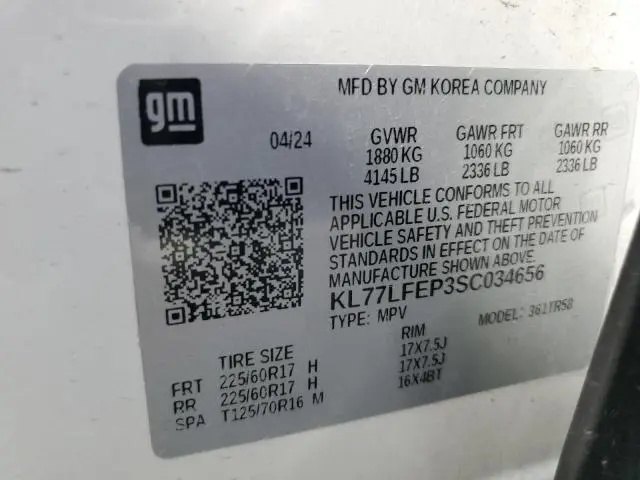 gm
MFD BY GM KOREA COMPANY
04/24 GVWR GAWR FRT GAWR RR
1880 KG 1060 KG 1060 KG
4145 LB 2336 LB 2336 LB
THIS VEHICLE CONFORMS TO ALL
APPLICABLE U.S. FEDERAL MOTOR
VEHICLE SAFETY AND THEFT PREVENTION
STANDARDS IN EFFECT ON THE DATE OF
MANUFACTURE SHOWN ABOVE.
KL77LFEP3SC034656
TYPE: MPV MODEL: 361TR58
TIRE SIZE RIM
FRT 225/60R17 H 17X7.5J
RR 225/60R17 H 17X7.5J
SPA T125/70R16 M 16X4BT